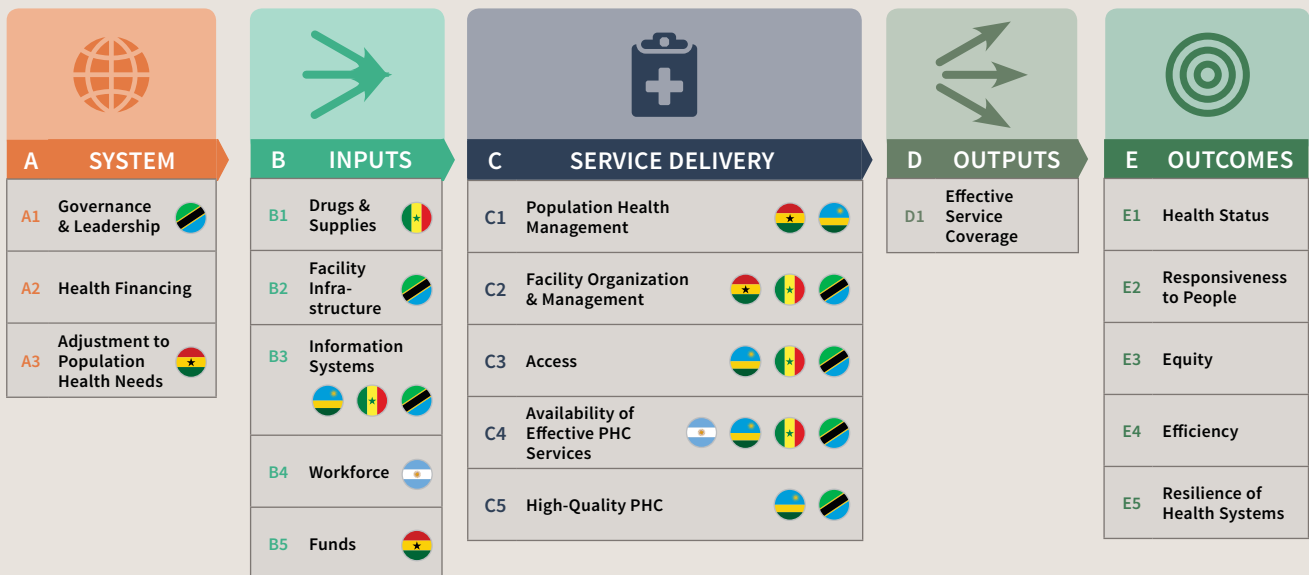 A SYSTEM
A1 Governance
& Leadership
A2 Health Financing
A3 Adjustment to
Population
Health Needs
B INPUTS
B1 Drugs &
Supplies
B2 Facility
Infra-
structure
B3 Information
Systems
B4 Workforce
B5 Funds
C SERVICE DELIVERY
C1 Population Health
Management
C2 Facility Organization
& Management
C3 Access
C4 Availability of
Effective PHC
Services
C5 High-Quality PHC
D OUTPUTS
D1 Effective
Service
Coverage
E OUTCOMES
E1 Health Status
E2 Responsiveness
to People
E3 Equity
E4 Efficiency
E5 Resilience of
Health Systems